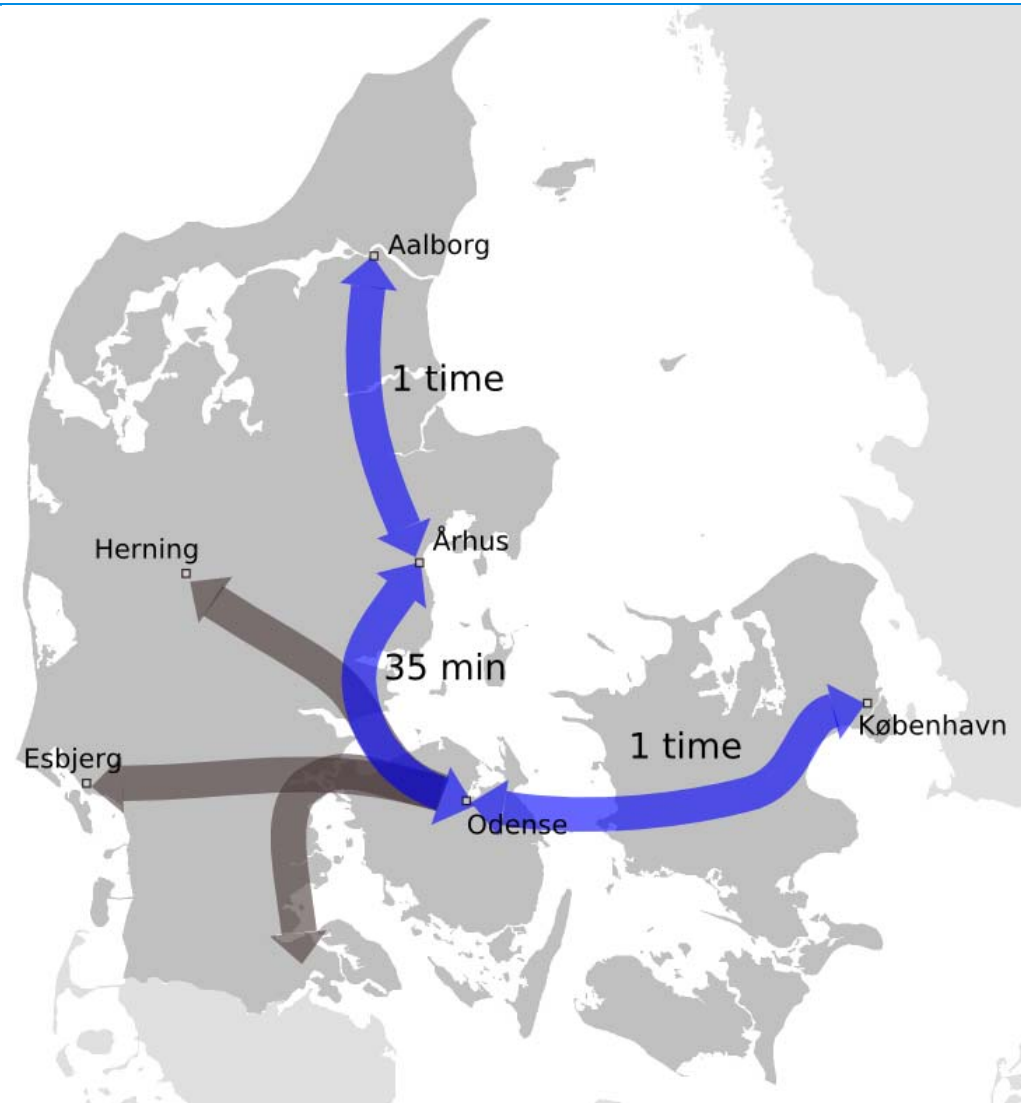 Aalborg
1 time
Århus
Herning
35 min
København
1 time
Esbjerg
Odense